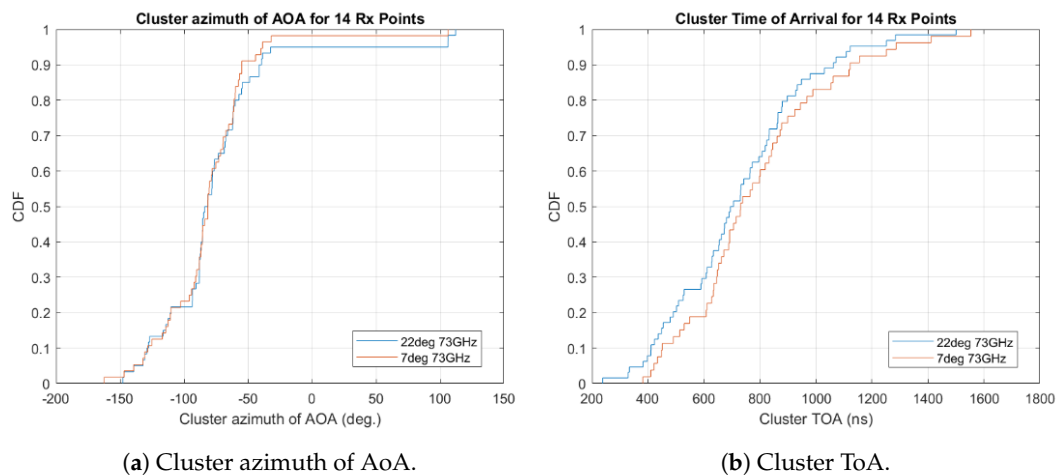 Cluster azimuth of AOA for 14 Rx Points
1
0.9
0.8
0.7
0.6
0.5
0.4
0.3
0.2
0.1
0
CDF
-200 -150 -100 -50 0 50 100 150
Cluster azimuth of AOA (deg.)
22deg 73GHz
7deg 73GHz
(a) Cluster azimuth of AoA.
Cluster Time of Arrival for 14 Rx Points
1
0.9
0.8
0.7
0.6
0.5
0.4
0.3
0.2
0.1
0
CDF
200 400 600 800 1000 1200 1400 1600 1800
Cluster TOA (ns)
22deg 73GHz
7deg 73GHz
(b) Cluster ToA.